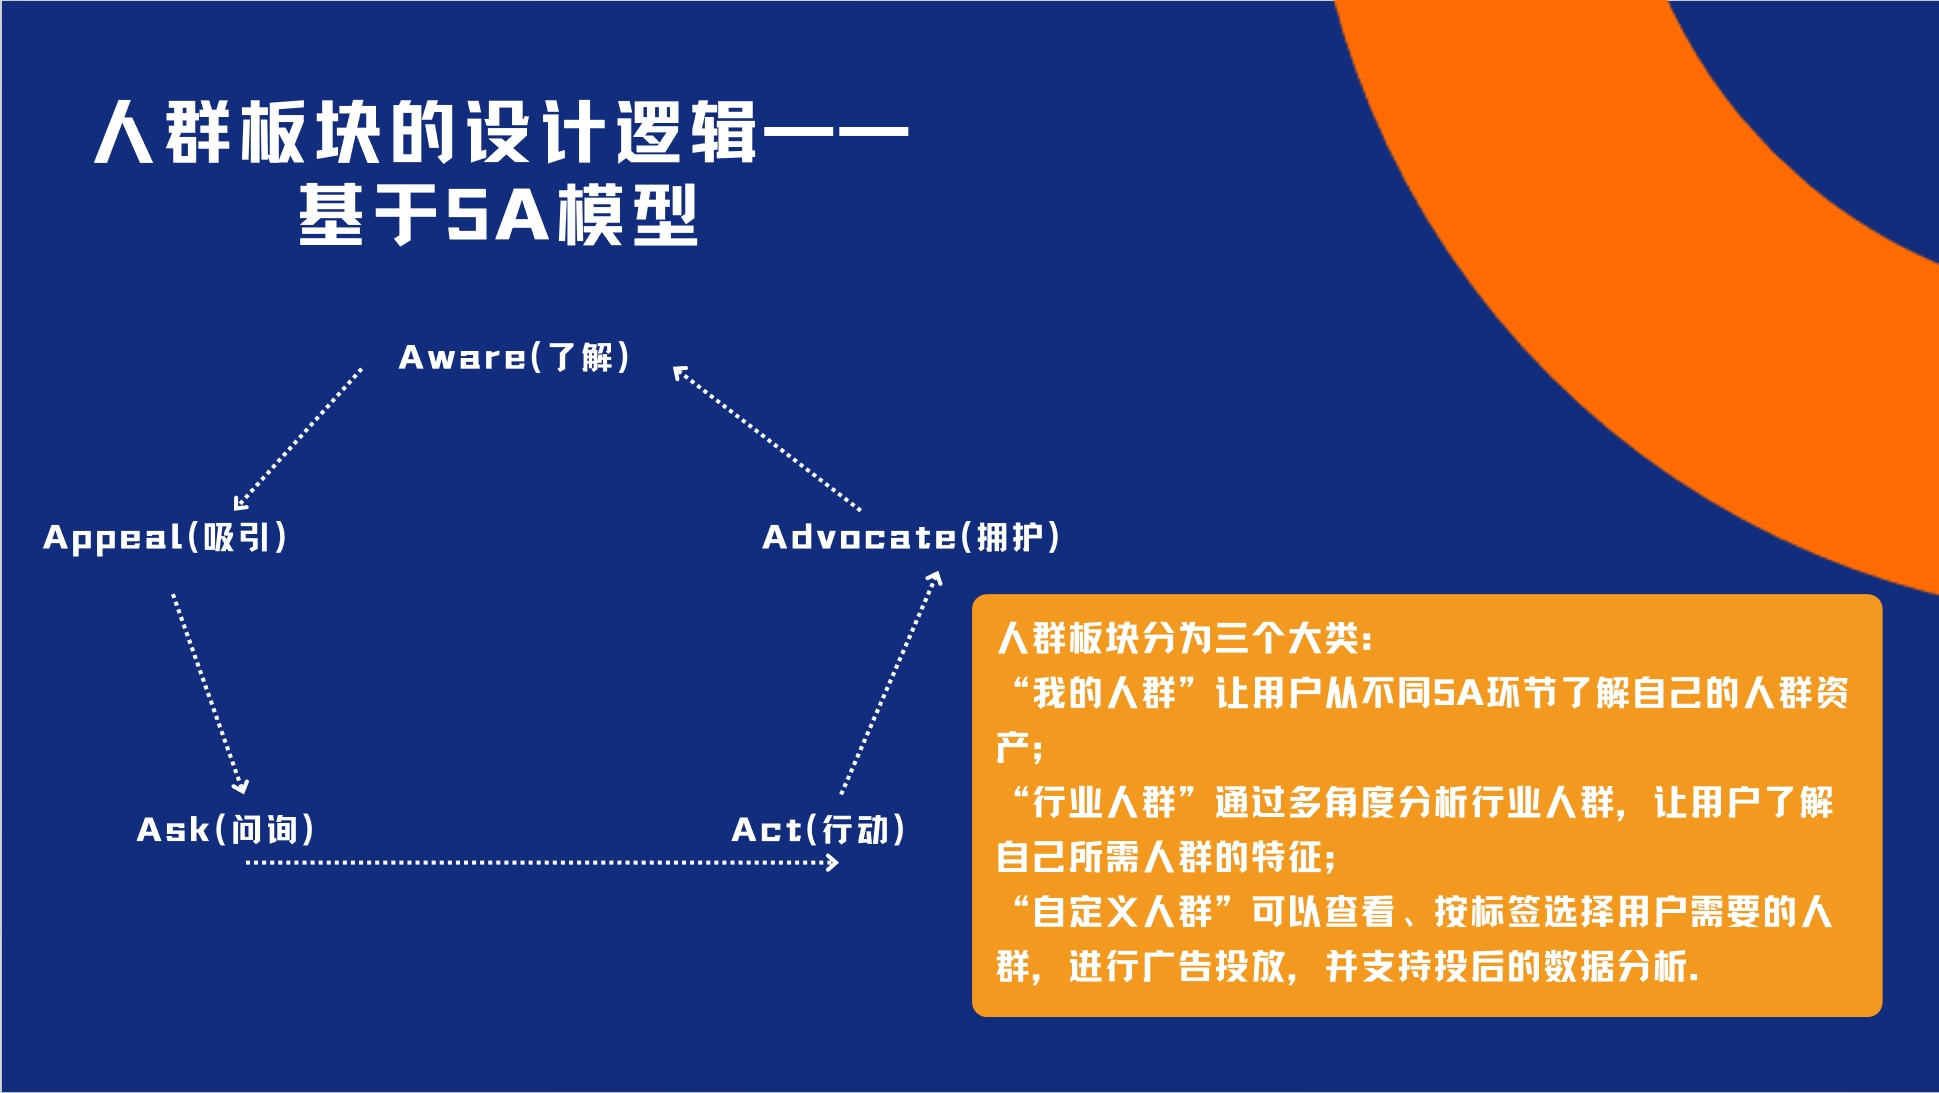 人群板块的设计逻辑——
基于5A模型
Aware(了解)
Appeal(吸引)
Advocate(拥护)
Ask(问询)
Act(行动)
人群板块分为三个大类:
“我的人群”让用户从不同5A环节了解自己的人群资
产;
“行业人群”通过多角度分析行业人群,让用户了解
自己所需人群的特征;
“自定义人群”可以查看、按标签选择用户需要的人
群,进行广告投放,并支持投后的数据分析.